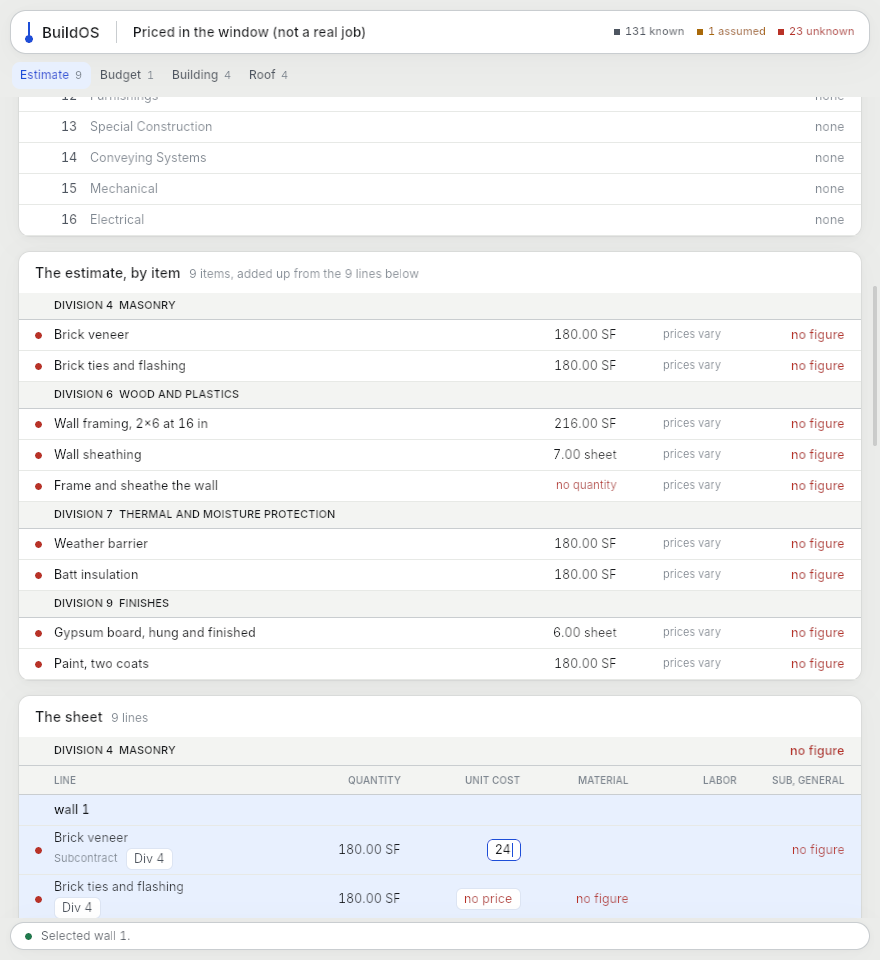 BuildOS Priced in the window (not a real job) 131 known 1 assumed 23 unknown
Estimate 9 Budget 1 Building 4 Roof 4
12 Furnishings none
13 Special Construction none
14 Conveying Systems none
15 Mechanical none
16 Electrical none
The estimate, by item 9 items, added up from the 9 lines below
DIVISION 4 MASONRY
Brick veneer 180.00 SF prices vary no figure
Brick ties and flashing 180.00 SF prices vary no figure
DIVISION 6 WOOD AND PLASTICS
Wall framing, 2×6 at 16 in 216.00 SF prices vary no figure
Wall sheathing 7.00 sheet prices vary no figure
Frame and sheathe the wall no quantity prices vary no figure
DIVISION 7 THERMAL AND MOISTURE PROTECTION
Weather barrier 180.00 SF prices vary no figure
Batt insulation 180.00 SF prices vary no figure
DIVISION 9 FINISHES
Gypsum board, hung and finished 6.00 sheet prices vary no figure
Paint, two coats 180.00 SF prices vary no figure
The sheet 9 lines
DIVISION 4 MASONRY no figure
LINE QUANTITY UNIT COST MATERIAL LABOR SUB, GENERAL
wall 1
Brick veneer
Subcontract Div 4 180.00 SF 24 no figure
Brick ties and flashing
Div 4 180.00 SF no price no figure
Selected wall 1.